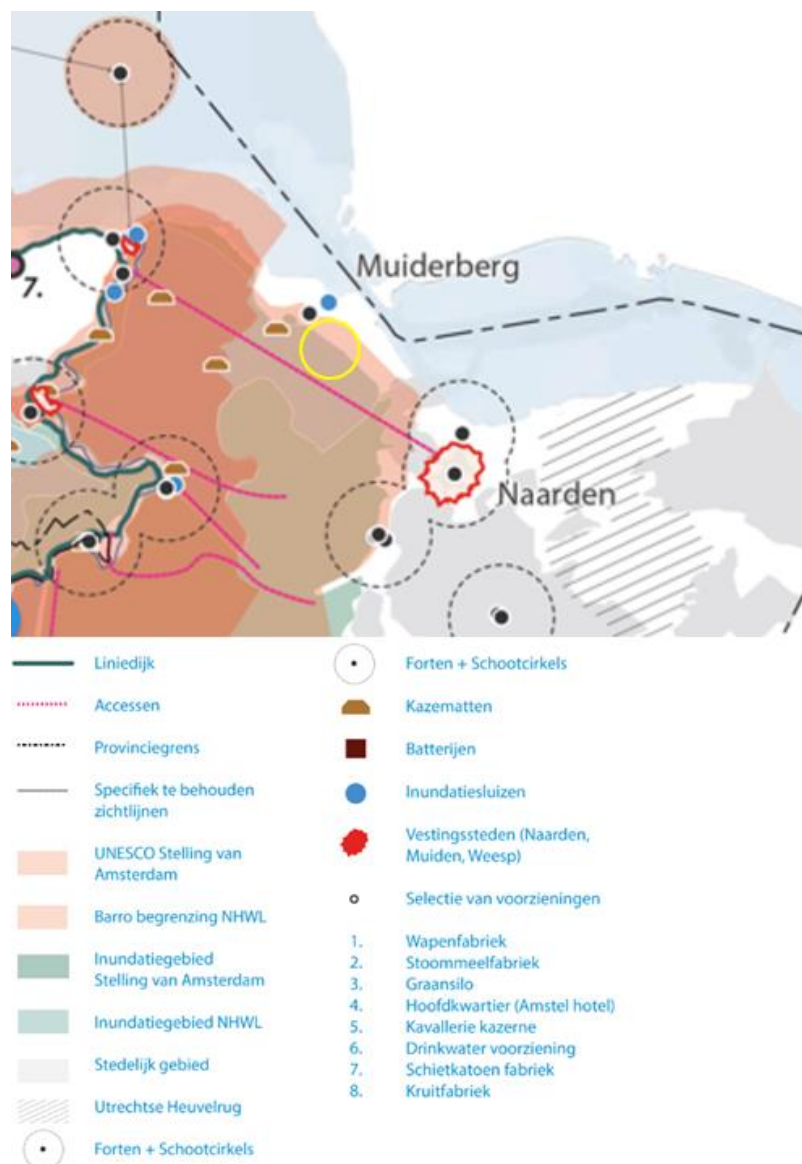 Muiderberg
7.
Naarden
Liniedijk
Accessen
Provinciegrens
Specifiek te behouden
zichtlijnen
UNESCO Stelling van
Amsterdam
Barro begrenzing NHWL
Inundatiegebied
Stelling van Amsterdam
Inundatiegebied NHWL
Stedelijk gebied
Utrechtse Heuvelrug
Forten + Schootcirkels
Forten + Schootcirkels
Kazematten
Batterijen
Inundatiesluizen
Vestingssteden (Naarden,
Muiden, Weesp)
Selectie van voorzieningen
1. Wapenfabriek
2. Stoommeelfabriek
3. Graansilo
4. Hoofdkwartier (Amstel hotel)
5. Kavallerie kazerne
6. Drinkwater voorziening
7. Schietkatoen fabriek
8. Kruitfabriek